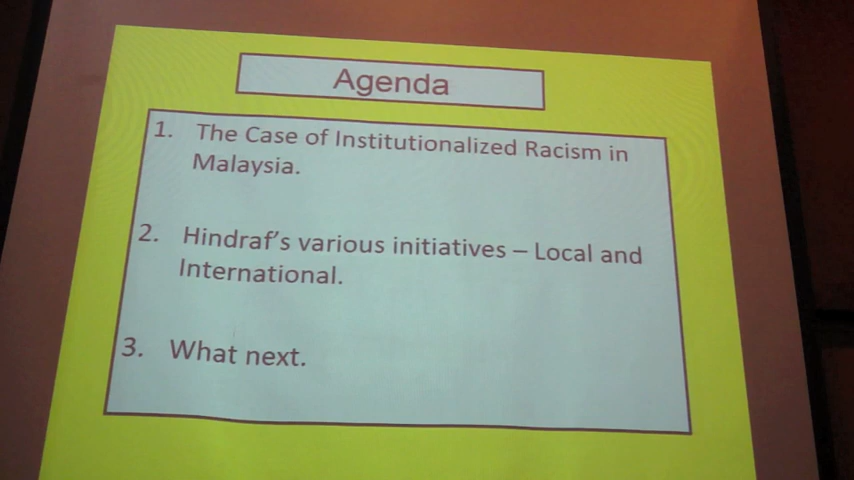 Agenda
1. The Case of Institutionalized Racism in
Malaysia.
2. Hindraf's various initiatives – Local and
International.
3. What next.